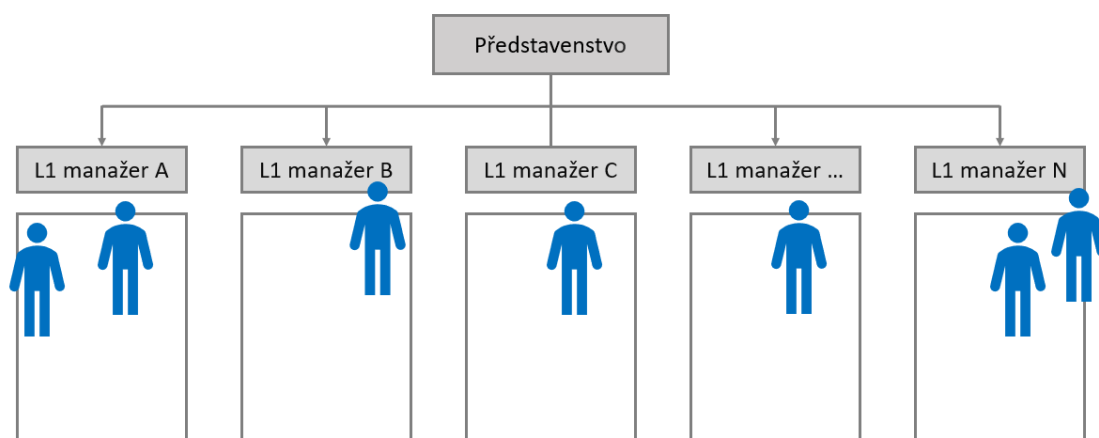 Představenstvo
L1 manažer A
L1 manažer B
L1 manažer C
L1 manažer ...
L1 manažer N